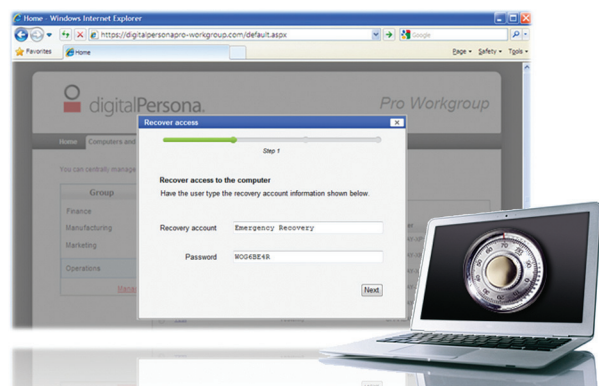 Home - Windows Internet Explorer
https://digitalpersonapro-workgroup.com/default.aspx
Google
Favorites
Home
Page
Safety
Tools
digitalPersona.
Pro Workgroup
Recover access
Home
Computers and
Step 1
You can centrally manage
Recover access to the computer
Group
Have the user type the recovery account information shown below.
Finance
Manufacturing
Recovery account
Emergency Recovery
Marketing
Password
WOG6BE4R
Operations
Next